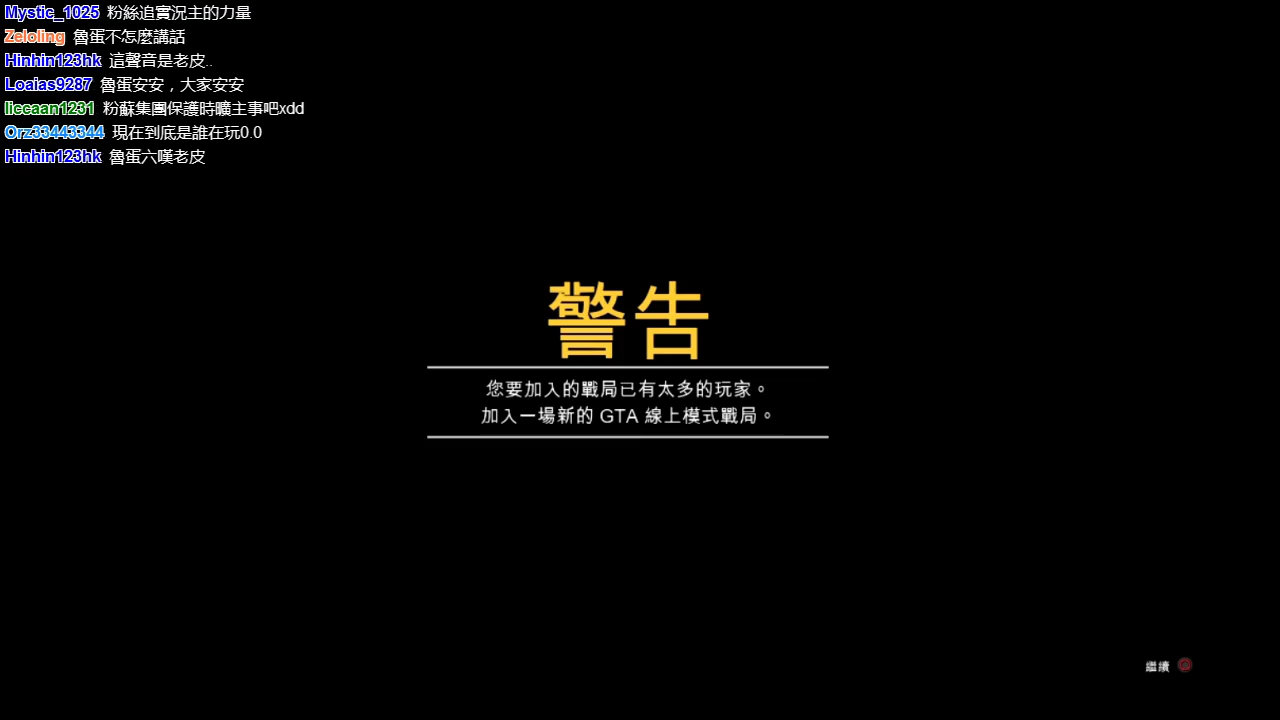 Mystic_1025 粉絲追實況主的力量
Zeloling 魯蛋不怎麼講話
Hinhin123hk 這聲音是老皮..
Loaias9287 魯蛋安安，大家安安
liccaan1231 粉蘇集團保護時曠主事吧xdd
Orz33443344 現在到底是誰在玩0.0
Hinhin123hk 魯蛋六嘆老皮
警告
您要加入的戰局已有太多的玩家。
加入一場新的 GTA 線上模式戰局。
繼續